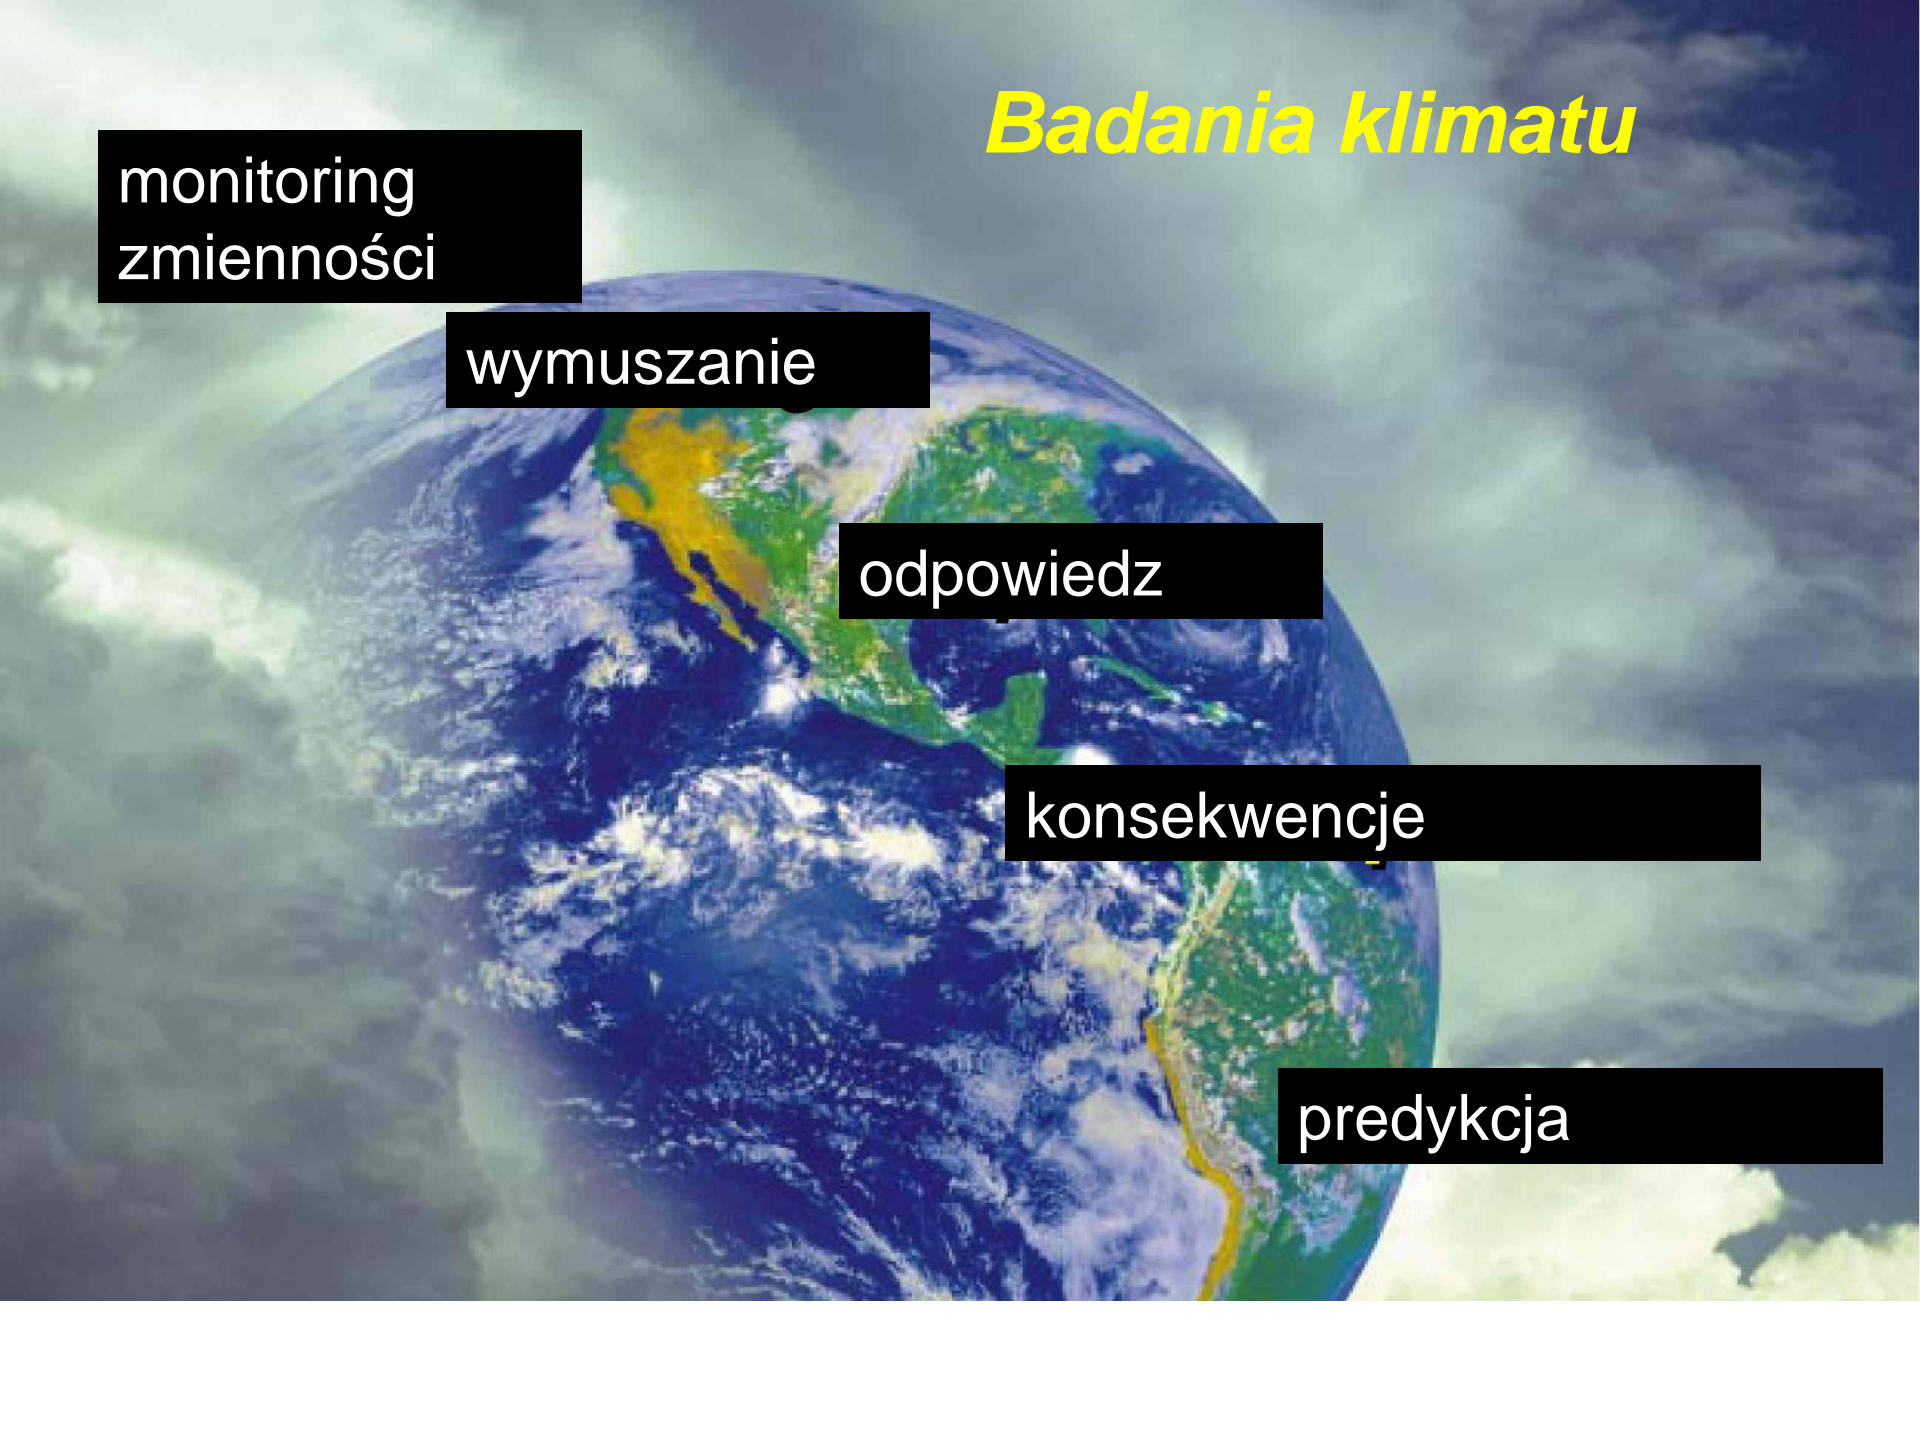 Badania klimatu
monitoring
zmienności
wymuszanie
odpowiedz
konsekwencje
predykcja